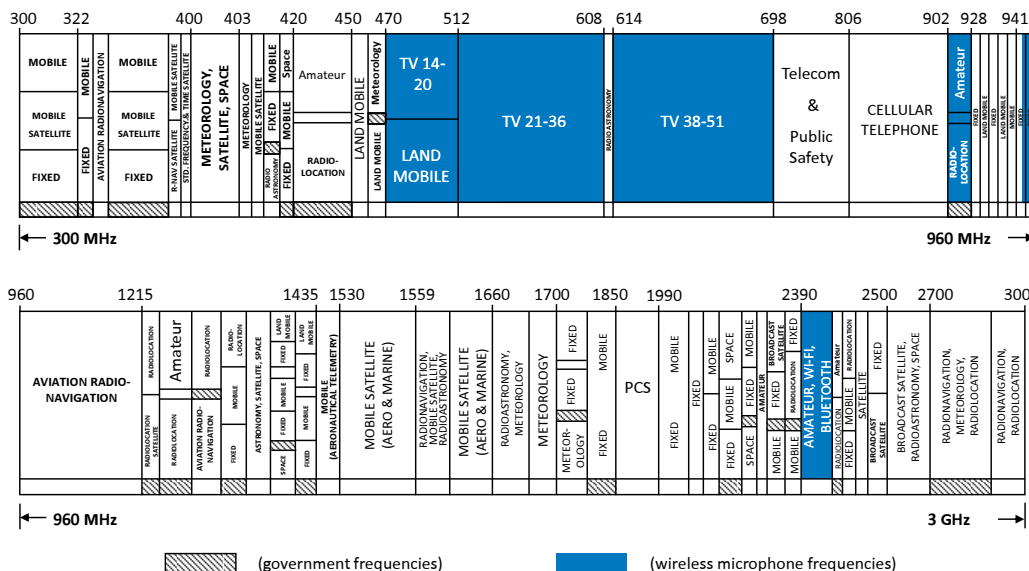 300 322 400 403 420 450 470 512 608 614 698 806 902 928 941
MOBILE
MOBILE
SATELLITE
FIXED
MOBILE
FIXED
AVIATION RADIONAVIGATION
MOBILE
MOBILE
SATELLITE
FIXED
MOBILE SATELLITE
R-NAV SATELLITE
STD. FREQUENCY & TIME SATELLITE
METEOROLOGY,
SATELLITE, SPACE
METEOROLOGY
MOBILE SATELLITE
MOBILE
FIXED
RADIO
ASTRONOMY
Space
MOBILE
FIXED
Amateur
RADIO-
LOCATION
LAND MOBILE
Meteorology
LAND MOBILE
TV 14-
20
LAND
MOBILE
TV 21-36
RADIO ASTRONOMY
TV 38-51
Telecom
&
Public
Safety
CELLULAR
TELEPHONE
Amateur
RADIO-
LOCATION
FIXED
LAND MOBILE
FIXED
LAND MOBILE
MOBILE
FIXED
300 MHz
960 MHz
960 1215 1435 1530 1559 1660 1700 1850 1990 2390 2500 2700 300
AVIATION RADIO-
NAVIGATION
RADIOLOCATION
RADIOLOCATION
SATELLITE
Amateur
RADIOLOCATION
RADIOLOCATION
AVIATION RADIO-
NAVIGATION
RADIO-
LOCATION
MOBILE
FIXED
ASTRONOMY, SATELLITE, SPACE
LAND
MOBILE
FIXED
MOBILE
FIXED
SPACE
LAND
MOBILE
FIXED
MOBILE
FIXED
MOBILE
(AERONAUTICAL TELEMETRY)
MOBILE SATELLITE
(AERO & MARINE)
RADIONAVIGATION,
MOBILE SATELLITE,
RADIOASTRONOMY
MOBILE SATELLITE
(AERO & MARINE)
RADIOASTRONOMY,
METEOROLOGY
METEOROLOGY
FIXED
FIXED
METEOR-
OLOGY
MOBILE
FIXED
PCS
MOBILE
FIXED
FIXED
MOBILE
FIXED
SPACE
MOBILE
FIXED
MOBILE
FIXED
SPACE
AMATEUR
BROADCAST
SATELLITE
FIXED
MOBILE
FIXED
RADIOLOCATION
MOBILE
AMATEUR, WI-FI,
BLUETOOTH
Amateur
RADIOLOCATION
RADIOLOCATION
MOBILE
FIXED
SATELLITE
FIXED
BROADCAST
SATELLITE
BROADCAST SATELLITE,
RADIOASTRONOMY, SPACE
RADIONAVIGATION,
METEOROLOGY,
RADIOLOCATION
RADIONAVIGATION,
RADIOLOCATION
960 MHz
3 GHz
(government frequencies)
(wireless microphone frequencies)